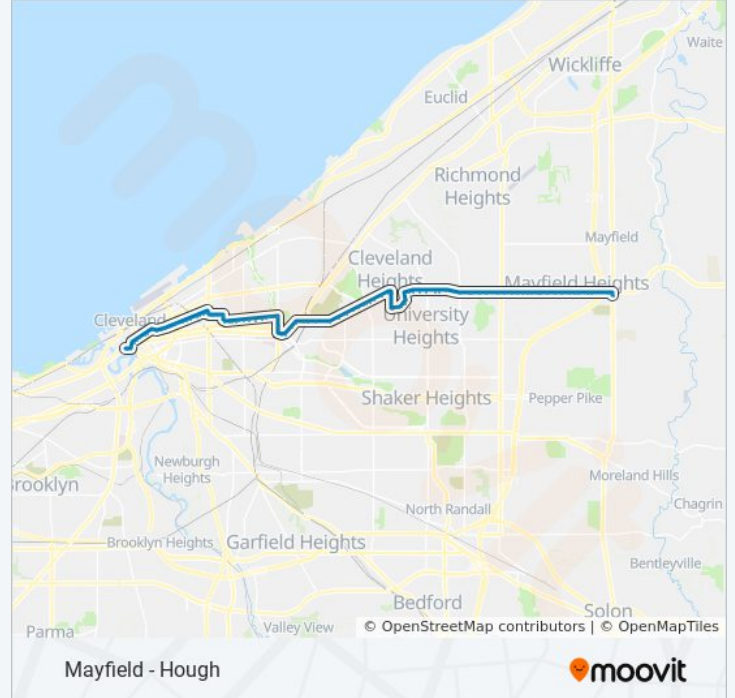 Waite
Wickliffe
Euclid
Richmond
Heights
Mayfield
Cleveland
Heights
Mayfield Heights
Cleveland
University
Heights
Shaker Heights
Pepper Pike
Newburgh
Heights
Moreland Hills
rooklyn
Chagrin
North Randall
Brooklyn Heights
Garfield Heights
Bentleyville
Bedford
Solon
Parma
Valley View
© OpenStreetMap contributors | © OpenMapTiles
Mayfield - Hough
moovit